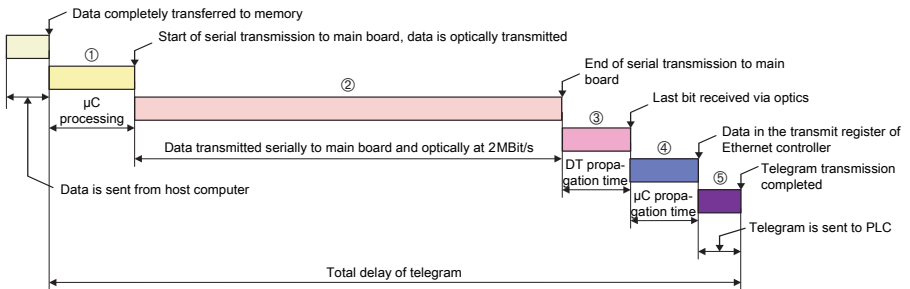 Data completely transferred to memory
Start of serial transmission to main board, data is optically transmitted
①
End of serial transmission to main
board
②
µC
processing
Last bit received via optics
③
Data transmitted serially to main board and optically at 2MBit/s
Data in the transmit register of
Ethernet controller
④
DT propa-
gation time
Telegram transmission
completed
⑤
Data is sent from host computer
µC propa-
gation time
Telegram is sent to PLC
Total delay of telegram